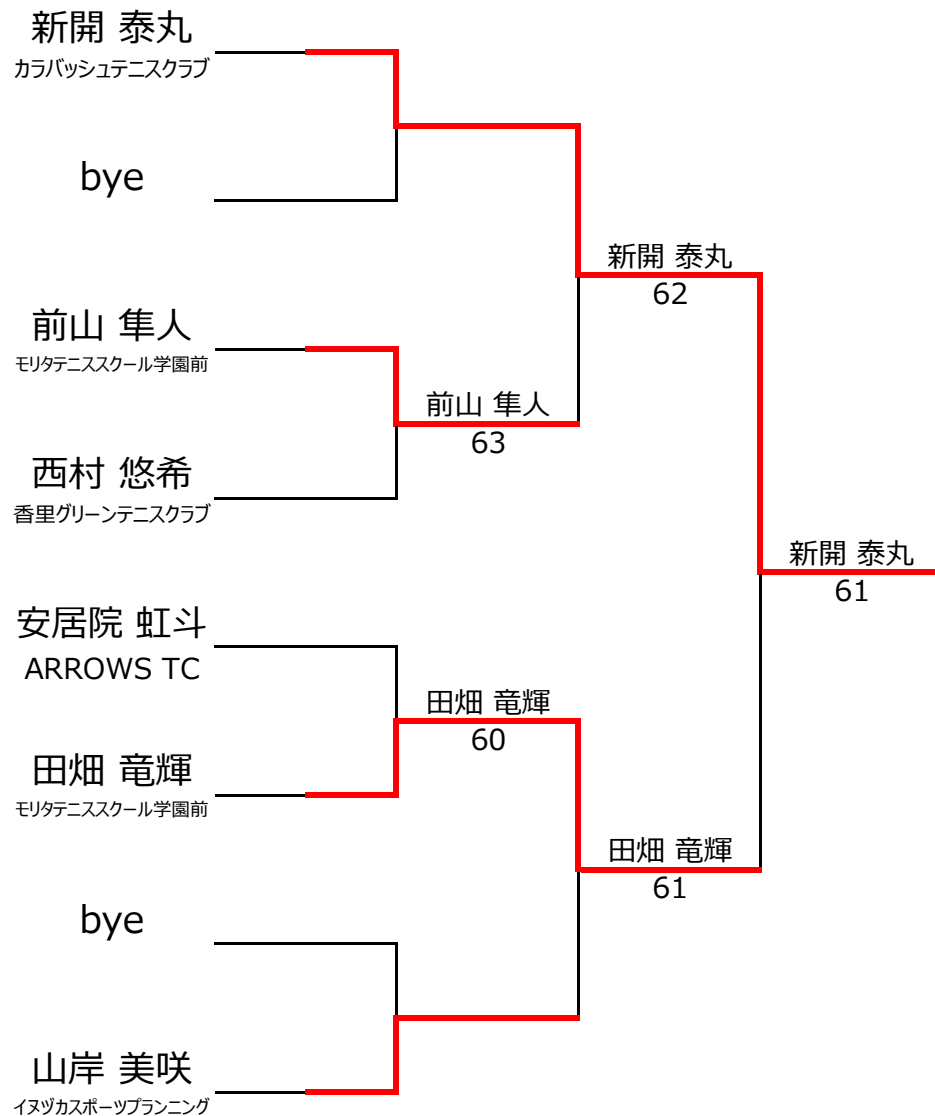 新開 泰丸
カラバッシュテニスクラブ
bye
新開 泰丸
62
前山 隼人
モリタテニススクール学園前
前山 隼人
63
西村 悠希
香里グリーンテニスクラブ
新開 泰丸
61
安居院 虹斗
ARROWS TC
田畑 竜輝
60
田畑 竜輝
モリタテニススクール学園前
田畑 竜輝
61
bye
山岸 美咲
イヌヅカスポーツプランニング